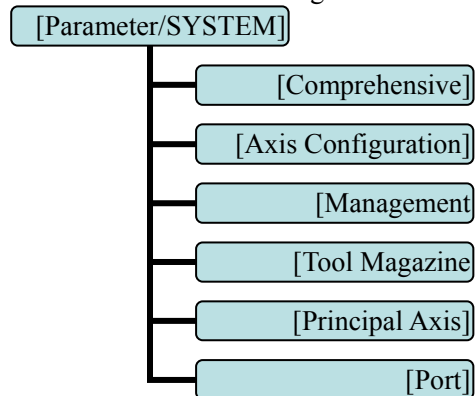 [Parameter/SYSTEM]
[Comprehensive]
[Axis Configuration]
[Management
[Tool Magazine
[Principal Axis]
[Port]